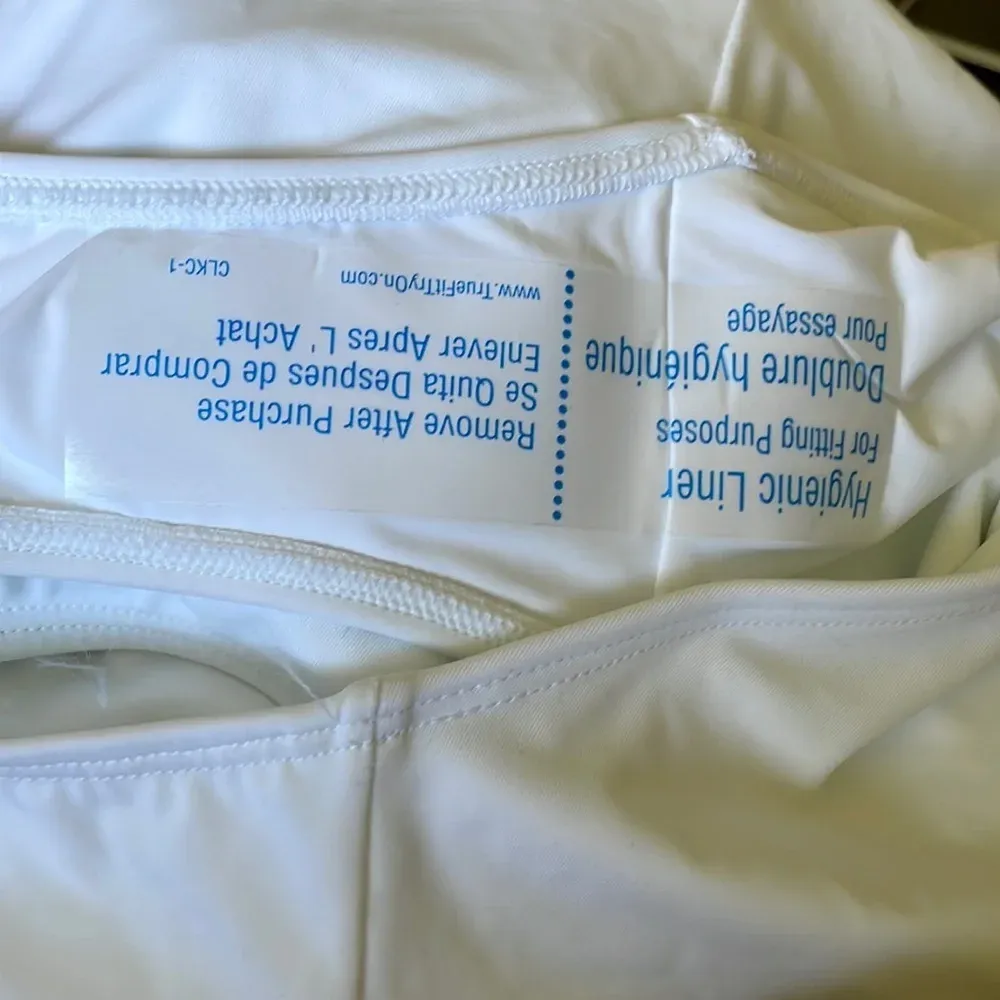 Hygienic Liner
For Fitting Purposes
Doublure hygiénique
Pour essayage
Remove After Purchase
Se Quita Despues de Comprar
Enlever Apres L' Achat
www.TrueFitTryOn.com
CLKC-1